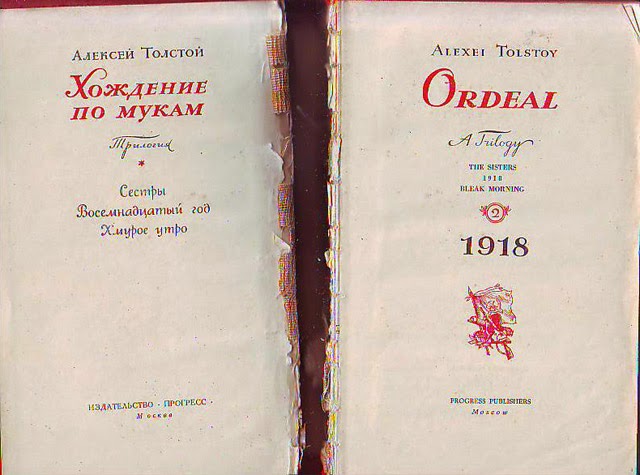 АЛЕКСЕЙ ТОЛСТОЙ
ХОЖДЕНИЕ
ПО МУКАМ
Трилогия
*
Сестры
Восемнадцатый год
Хмурое утро
ИЗДАТЕЛЬСТВО · ПРОГРЕСС ·
Москва
ALEXEI TOLSTOY
ORDEAL
A Trilogy
THE SISTERS
1918
BLEAK MORNING
2
1918
PROGRESS PUBLISHERS
Moscow